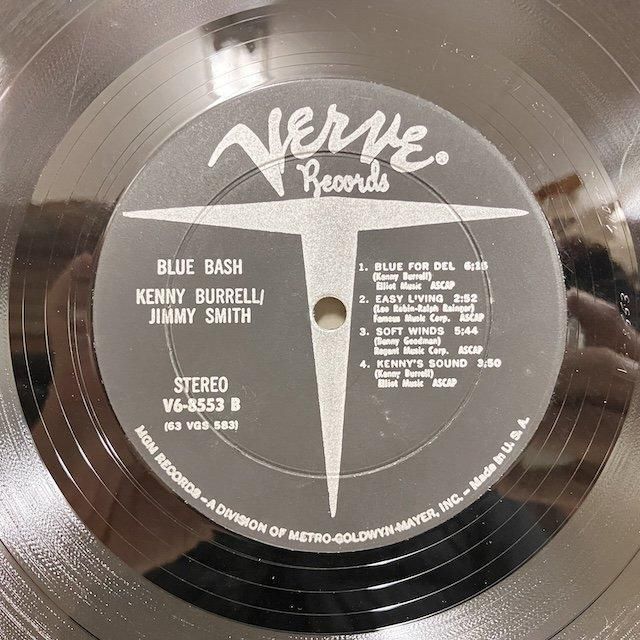 VERVE®
Records
BLUE BASH
KENNY BURRELL/
JIMMY SMITH
STEREO
V6-8553 B
(63 VGS 583)
1. BLUE FOR DEL 6:15
(Kenny Burrell)
Elliot Music ASCAP
2. EASY LIVING 2:52
(Leo Robin-Ralph Rainger)
Famous Music Corp. ASCAP
3. SOFT WINDS 5:44
(Benny Goodman)
Regent Music Corp. ASCAP
4. KENNY'S SOUND 3:50
(Kenny Burrell)
Elliot Music ASCAP
MGM RECORDS – A DIVISION OF METRO-GOLDWYN-MAYER, INC. – Made in U. S. A.